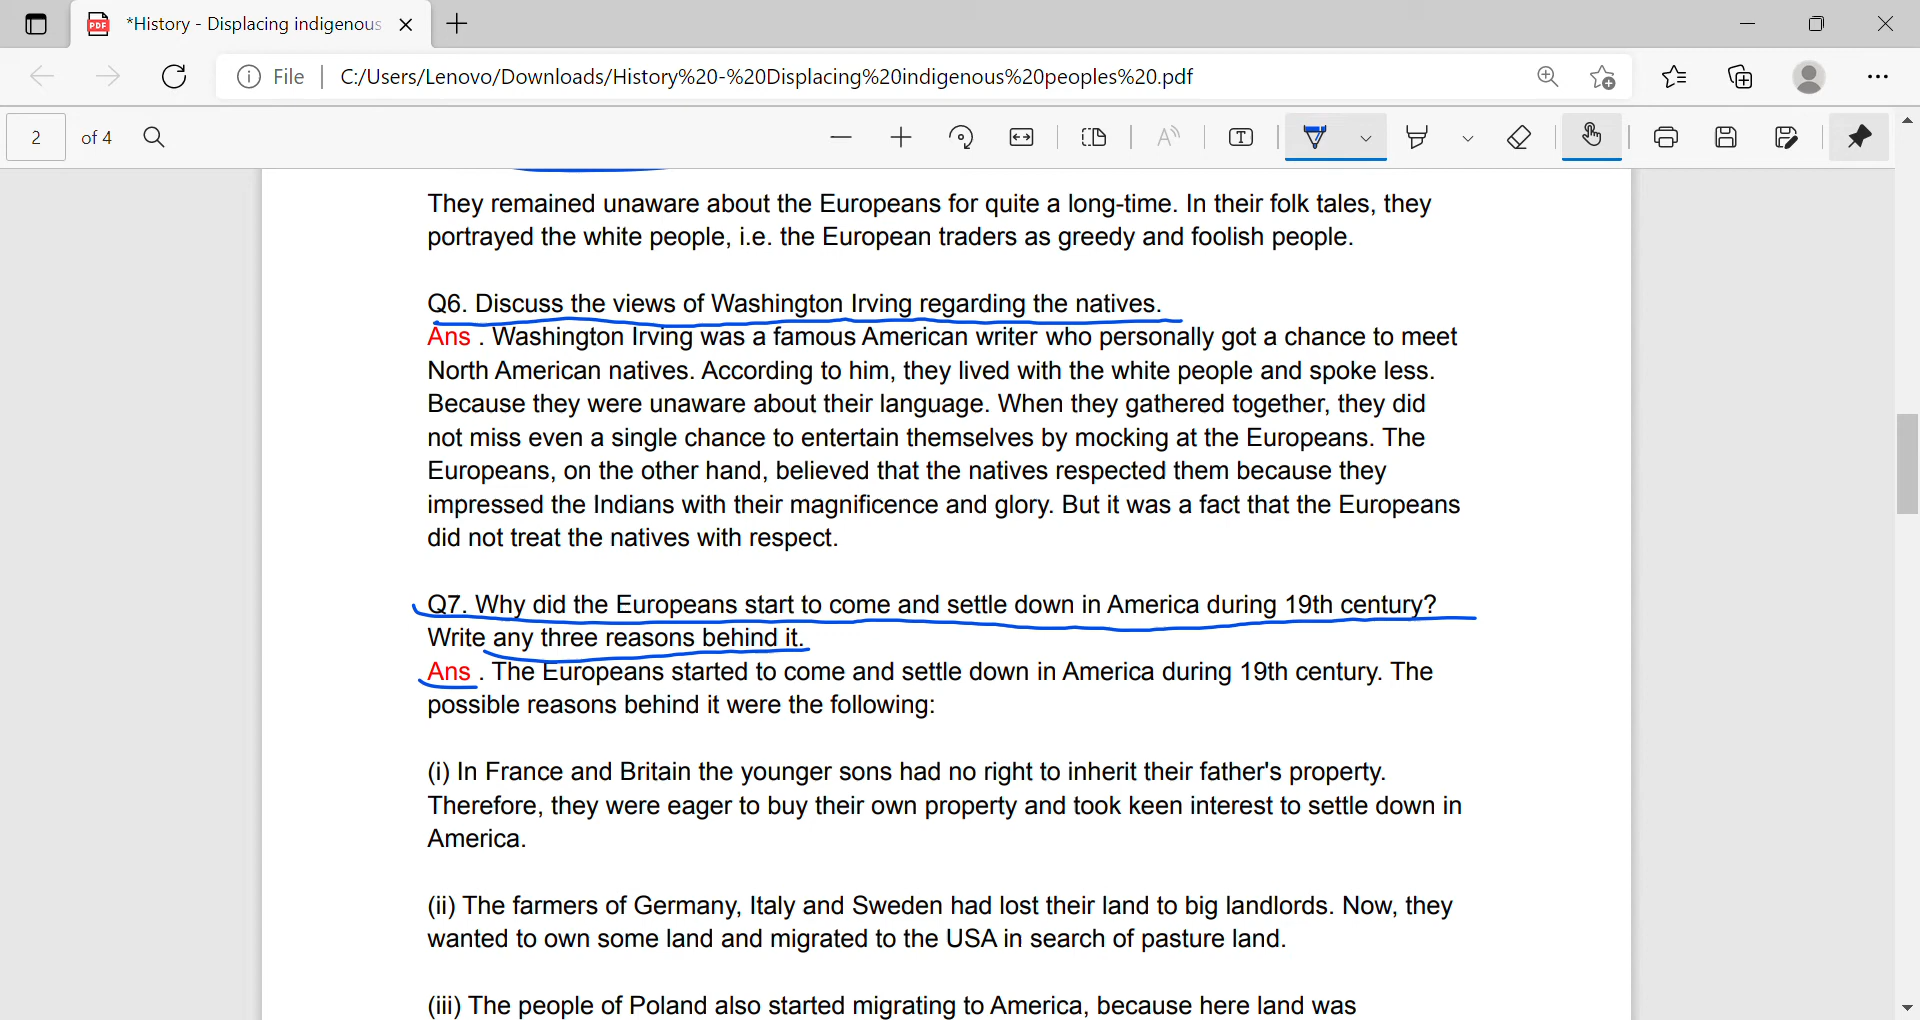 *History - Displacing indigenous
File
C:/Users/Lenovo/Downloads/History%20-%20Displacing%20indigenous%20peoples%20.pdf
2 of 4
They remained unaware about the Europeans for quite a long-time. In their folk tales, they
portrayed the white people, i.e. the European traders as greedy and foolish people.
Q6. Discuss the views of Washington Irving regarding the natives.
Ans . Washington Irving was a famous American writer who personally got a chance to meet
North American natives. According to him, they lived with the white people and spoke less.
Because they were unaware about their language. When they gathered together, they did
not miss even a single chance to entertain themselves by mocking at the Europeans. The
Europeans, on the other hand, believed that the natives respected them because they
impressed the Indians with their magnificence and glory. But it was a fact that the Europeans
did not treat the natives with respect.
Q7. Why did the Europeans start to come and settle down in America during 19th century?
Write any three reasons behind it.
Ans . The Europeans started to come and settle down in America during 19th century. The
possible reasons behind it were the following:
(i) In France and Britain the younger sons had no right to inherit their father's property.
Therefore, they were eager to buy their own property and took keen interest to settle down in
America.
(ii) The farmers of Germany, Italy and Sweden had lost their land to big landlords. Now, they
wanted to own some land and migrated to the USA in search of pasture land.
(iii) The people of Poland also started migrating to America, because here land was